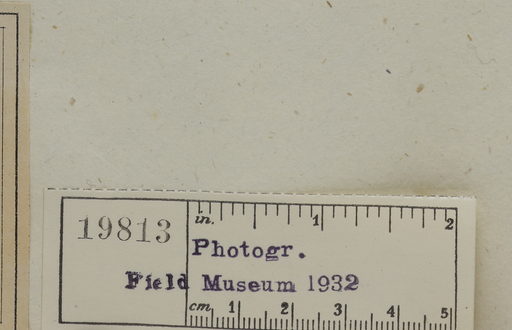 19813
in. 1 2
Photogr.
Field Museum 1932
cm 1 2 3 4 5